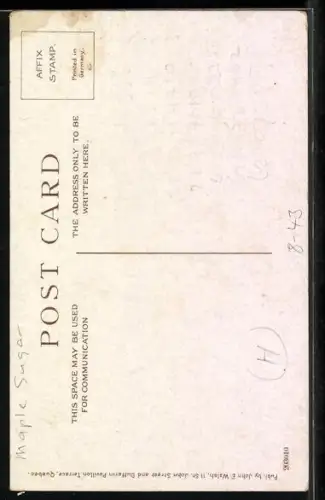 Maple Sugar
POST CARD
AFFIX
STAMP.
Printed in
Germany.
THIS SPACE MAY BE USED
FOR COMMUNICATION
THE ADDRESS ONLY TO BE
WRITTEN HERE.
8-43
(H)
Publ. by John E. Walsh, 11 St. John Street and Dufferin Pavilion, Terrace, Quebec.